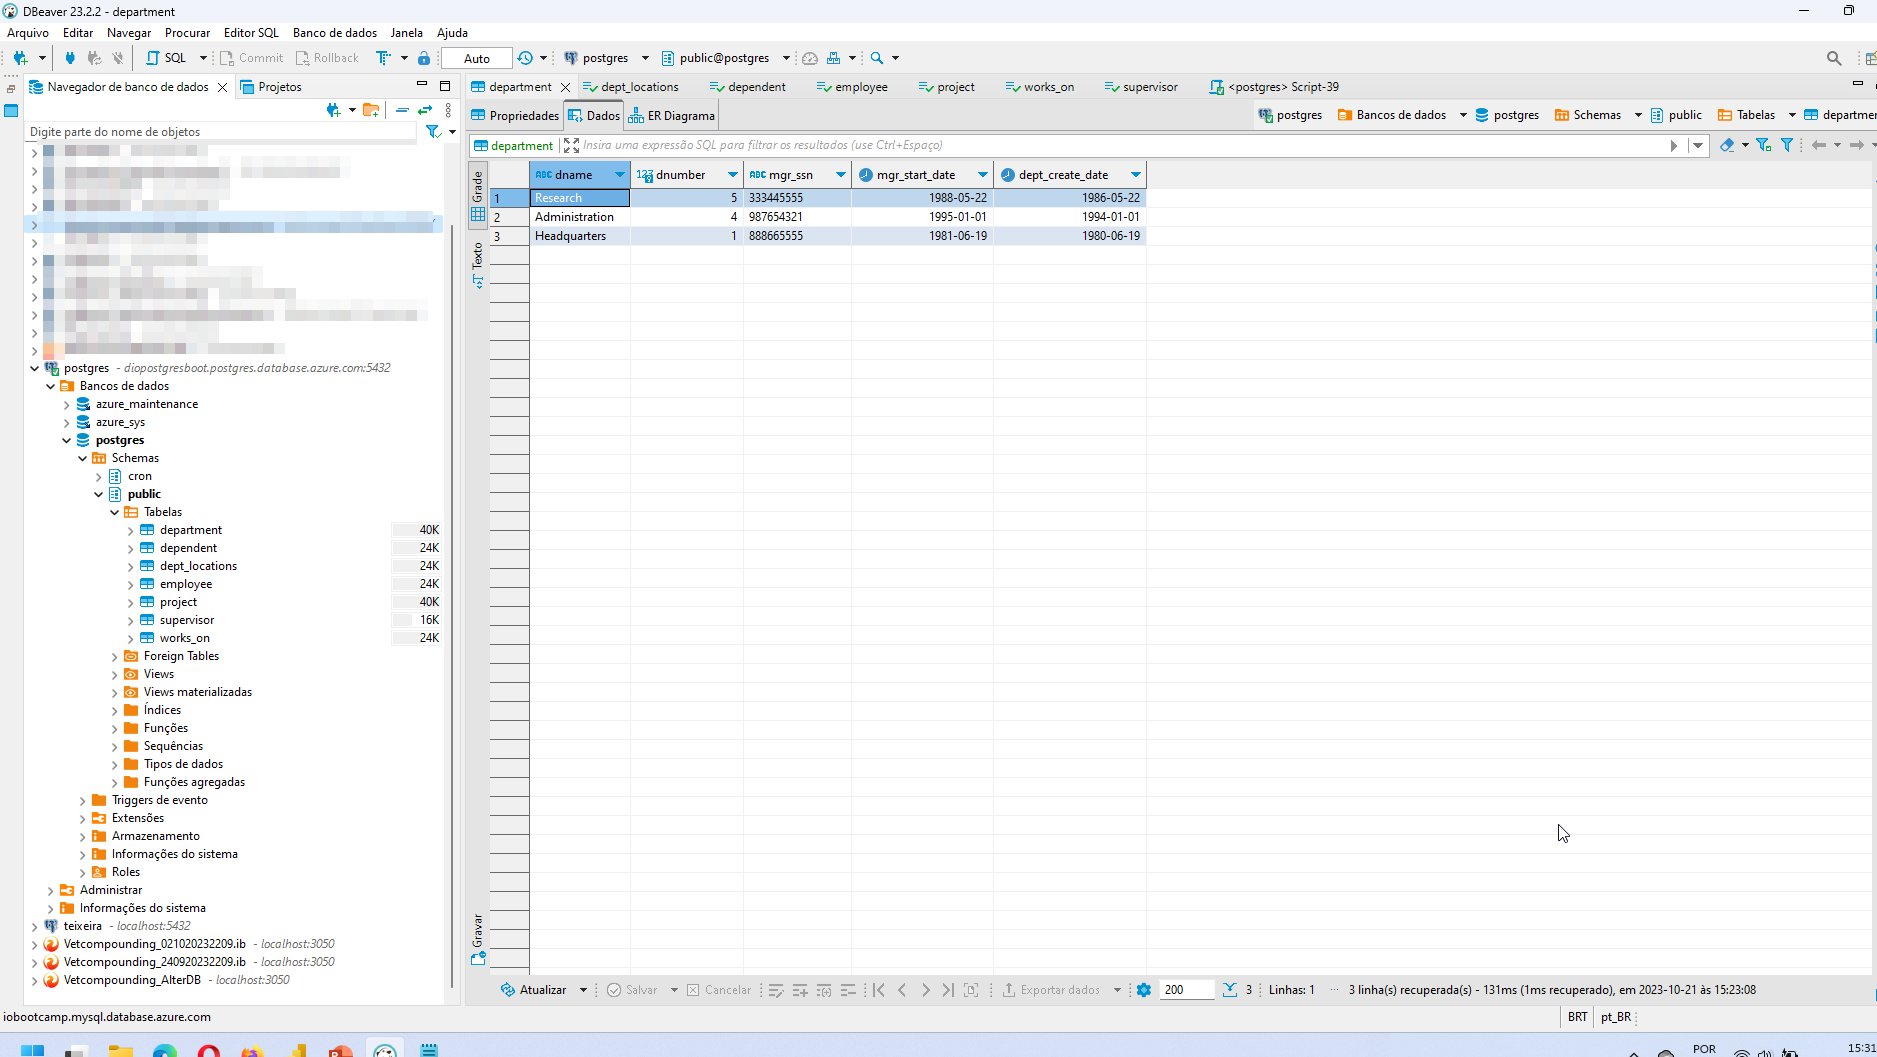 DBeaver 23.2.2 - department
Arquivo Editar Navegar Procurar Editor SQL Banco de dados Janela Ajuda
SQL Commit Rollback Auto postgres public@postgres
Navegador de banco de dados Projetos
Digite parte do nome de objetos
postgres - diopostgresboot.postgres.database.azure.com:5432
Bancos de dados
azure_maintenance
azure_sys
postgres
Schemas
cron
public
Tabelas
department 40K
dependent 24K
dept_locations 24K
employee 24K
project 40K
supervisor 16K
works_on 24K
Foreign Tables
Views
Views materializadas
Índices
Funções
Sequências
Tipos de dados
Funções agregadas
Triggers de evento
Extensões
Armazenamento
Informações do sistema
Roles
Administrar
Informações do sistema
teixeira - localhost:5432
Vetcompounding_021020232209.ib - localhost:3050
Vetcompounding_240920232209.ib - localhost:3050
Vetcompounding_AlterDB - localhost:3050
department dept_locations dependent employee project works_on supervisor <postgres> Script-39
Propriedades Dados ER Diagrama postgres Bancos de dados postgres Schemas public Tabelas departmen
department Insira uma expressão SQL para filtrar os resultados (use Ctrl+Espaço)
Grade
Texto
Gravar
ABC dname 123 dnumber ABC mgr_ssn mgr_start_date dept_create_date
1 Research 5 333445555 1988-05-22 1986-05-22
2 Administration 4 987654321 1995-01-01 1994-01-01
3 Headquarters 1 888665555 1981-06-19 1980-06-19
Atualizar Salvar Cancelar Exportar dados 200 3 Linhas: 1 3 linha(s) recuperada(s) - 131ms (1ms recuperado), em 2023-10-21 às 15:23:08
iobootcamp.mysql.database.azure.com BRT pt_BR
POR 15:31